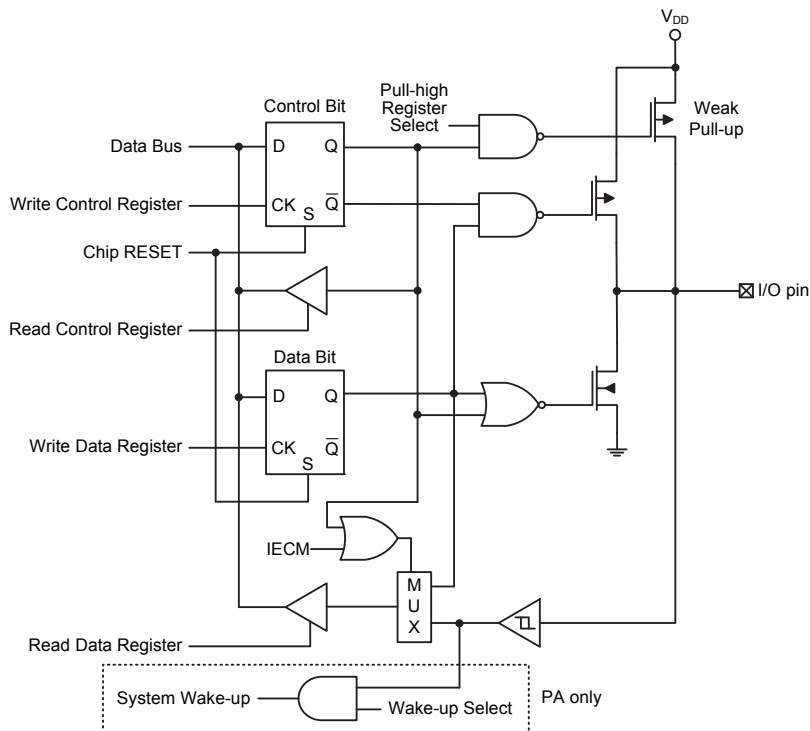 V_DD
Pull-high
Register
Select
Control Bit
Weak
Pull-up
Data Bus
D
Q
Write Control Register
CK
Q̅
S
Chip RESET
I/O pin
Read Control Register
Data Bit
D
Q
Write Data Register
CK
Q̅
S
IECM
M
U
X
Read Data Register
PA only
System Wake-up
Wake-up Select